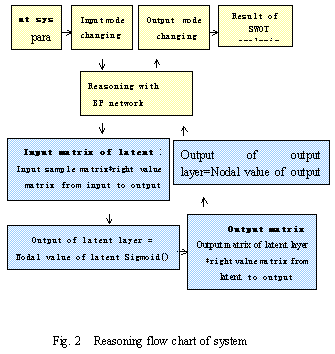 nt sys
para
Input mode
changing
Output mode
changing
Result of
SWOT
Reasoning with
BP network
Input matrix of latent :
Input sample matrix*right value
matrix from input to output
Output of output
layer=Nodal value of output
Output of latent layer =
Nodal value of latent Sigmoid()
Output matrix
Output matrix of latent layer
*right value matrix from
latent to output
Fig. 2 Reasoning flow chart of system